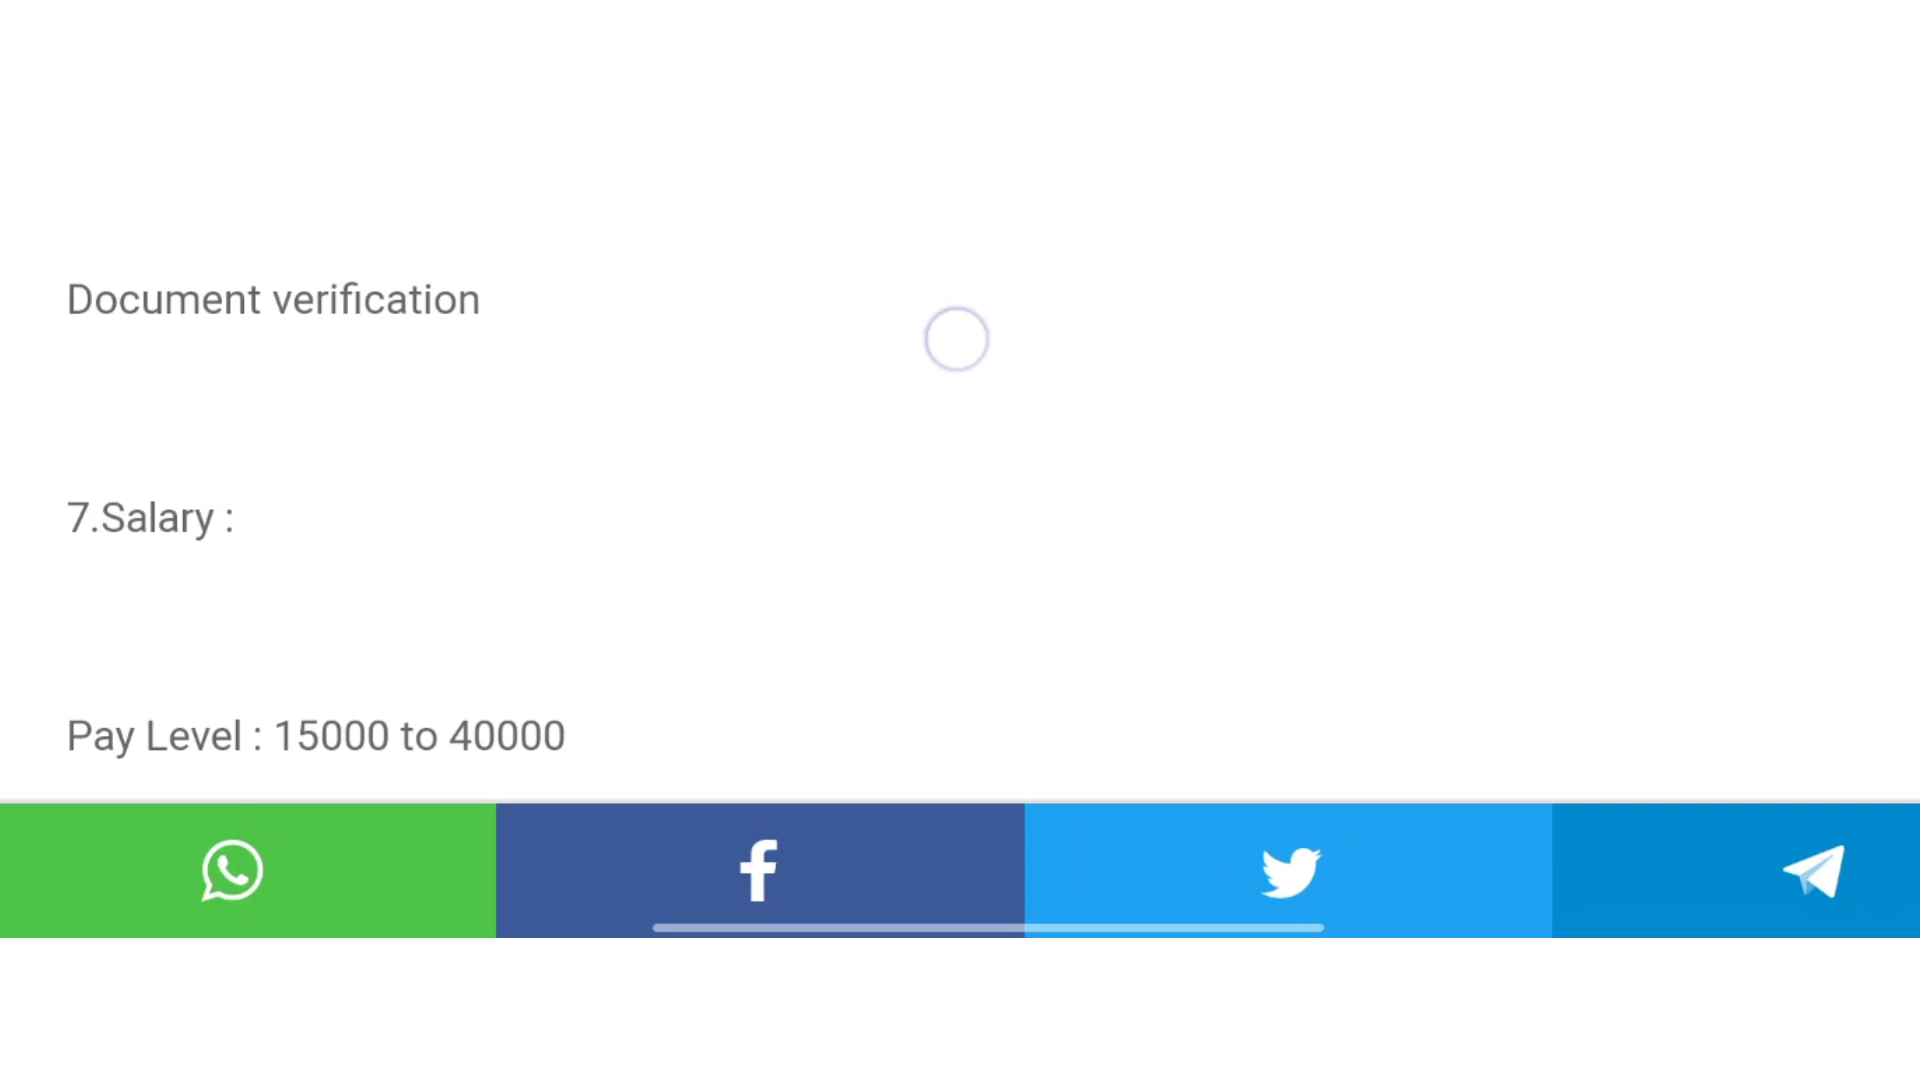 Document verification
7.Salary :
Pay Level : 15000 to 40000